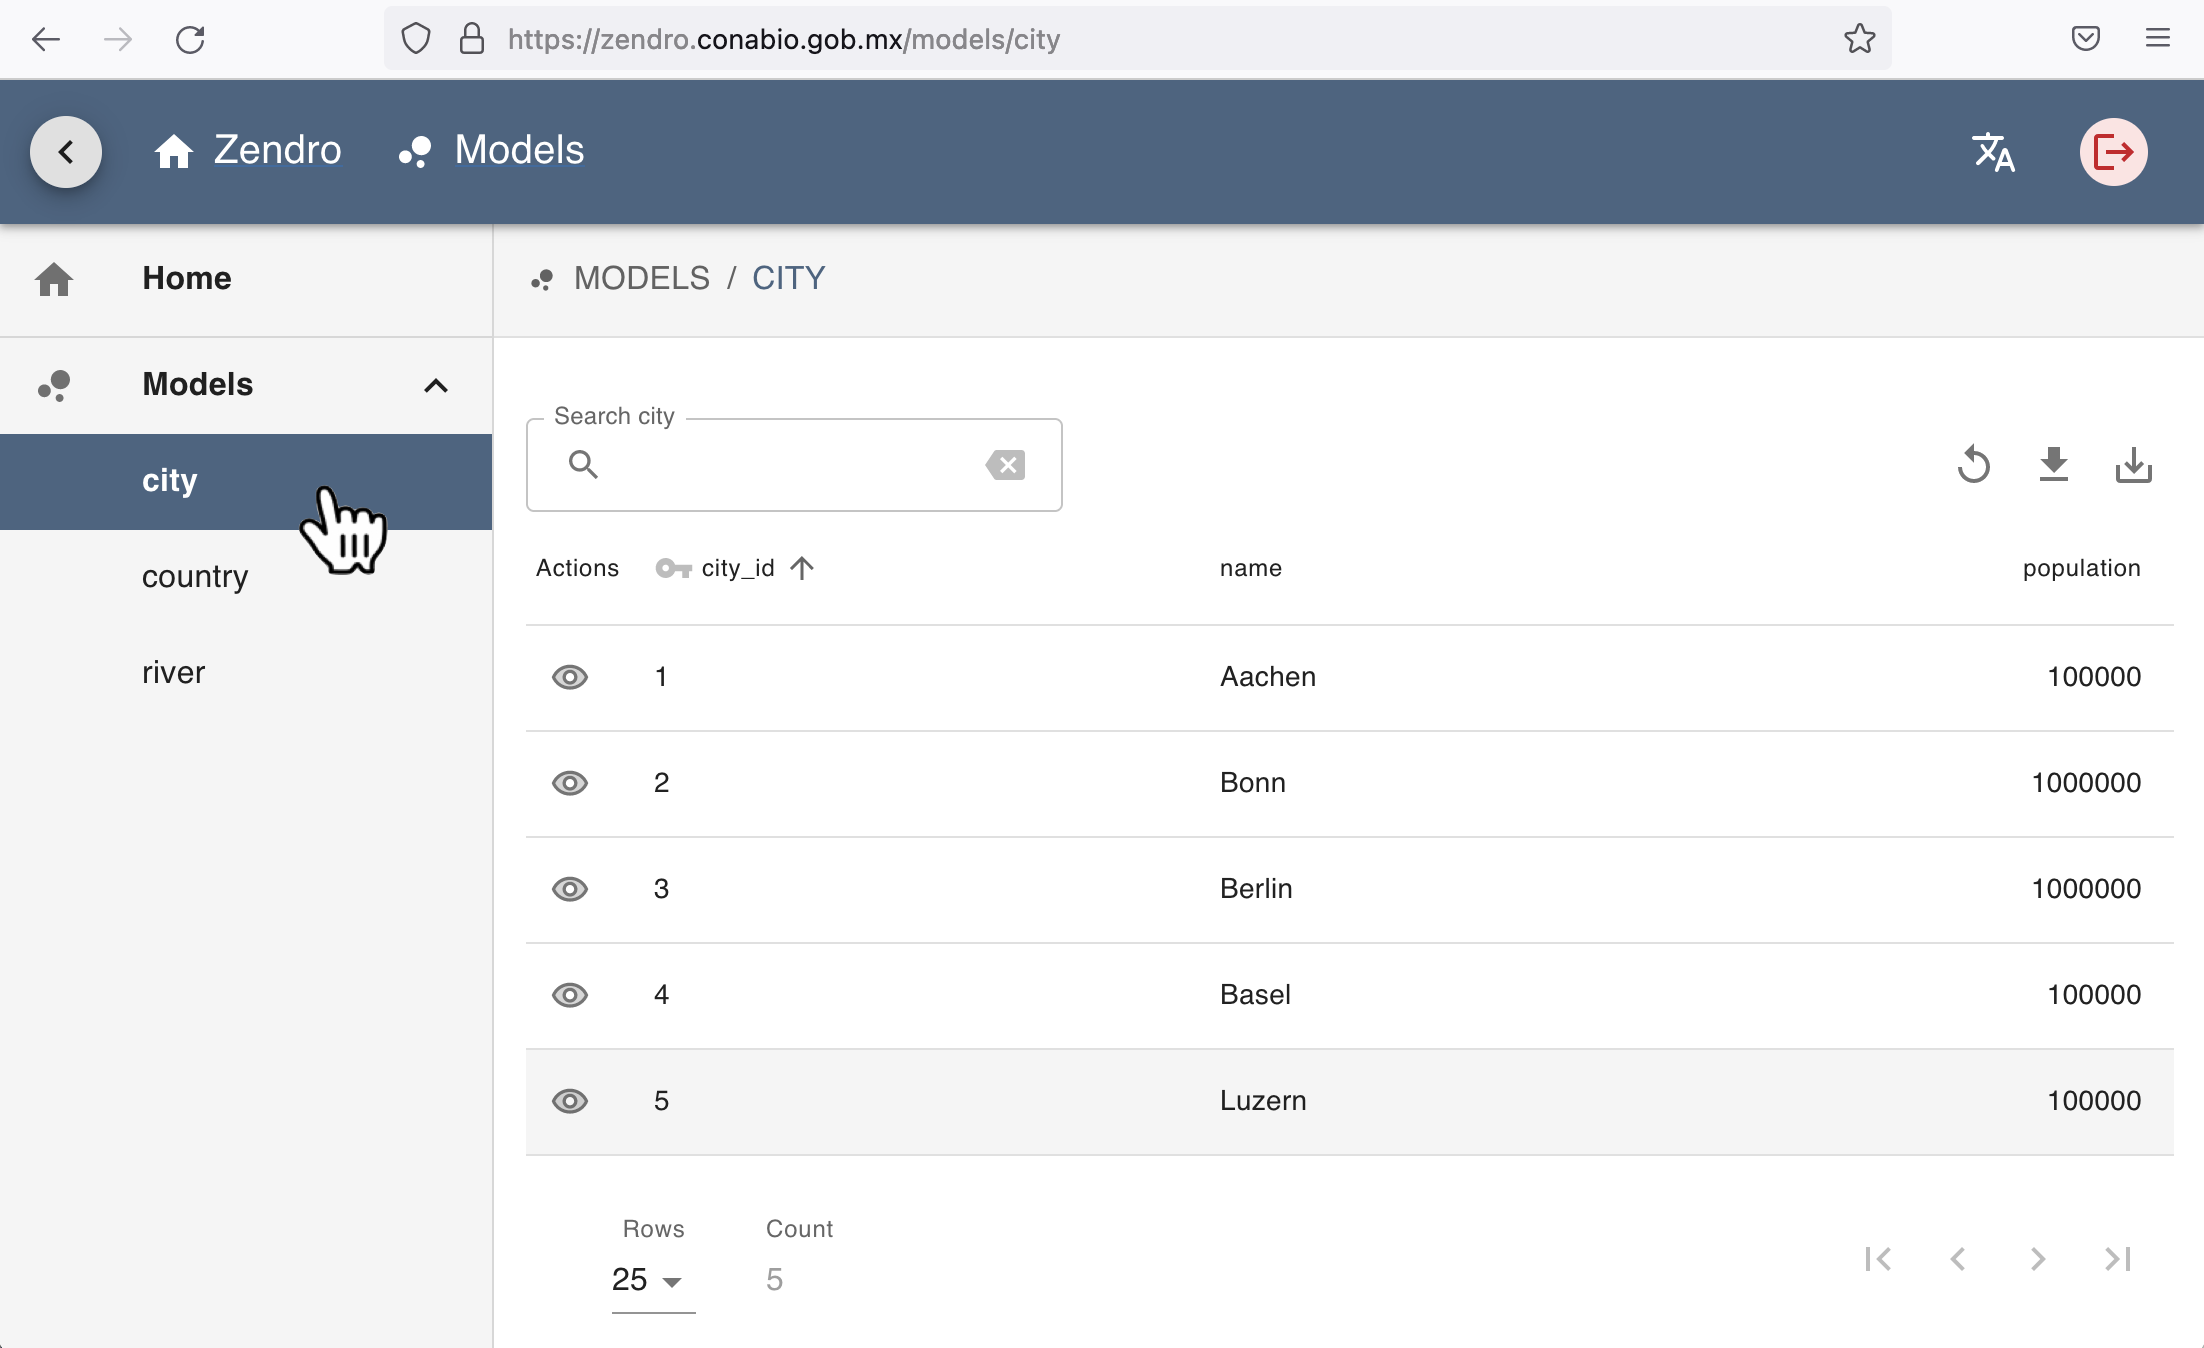 https://zendro.conabio.gob.mx/models/city
Zendro Models
Home
MODELS / CITY
Models
city
country
river
Search city
Actions city_id name population
1 Aachen 100000
2 Bonn 1000000
3 Berlin 1000000
4 Basel 100000
5 Luzern 100000
Rows Count
25 5